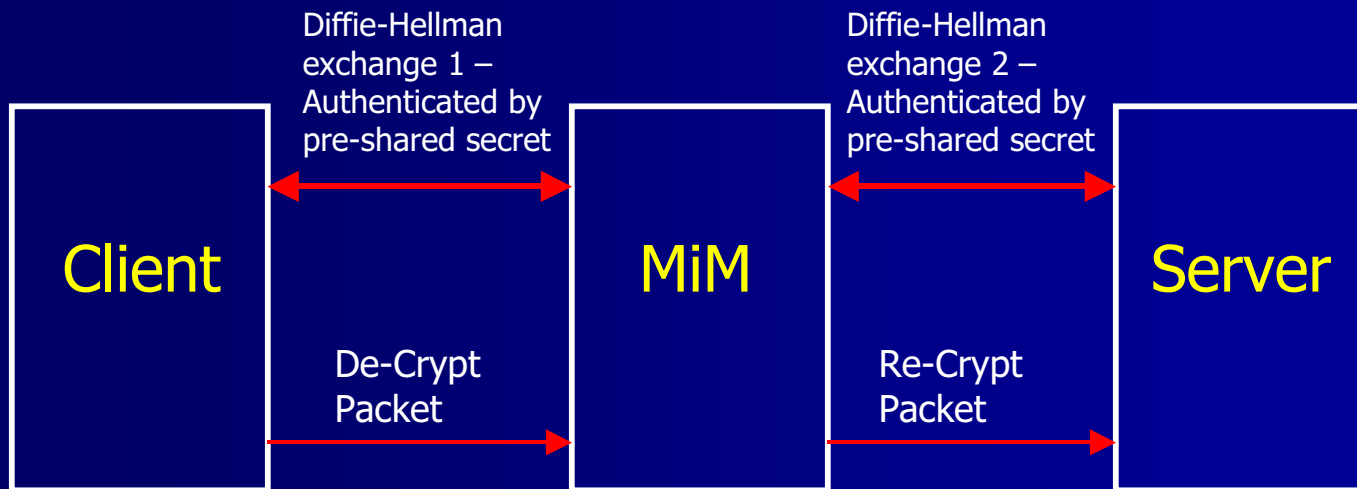 Diffie-Hellman
exchange 1 –
Authenticated by
pre-shared secret
Diffie-Hellman
exchange 2 –
Authenticated by
pre-shared secret
Client
MiM
Server
De-Crypt
Packet
Re-Crypt
Packet